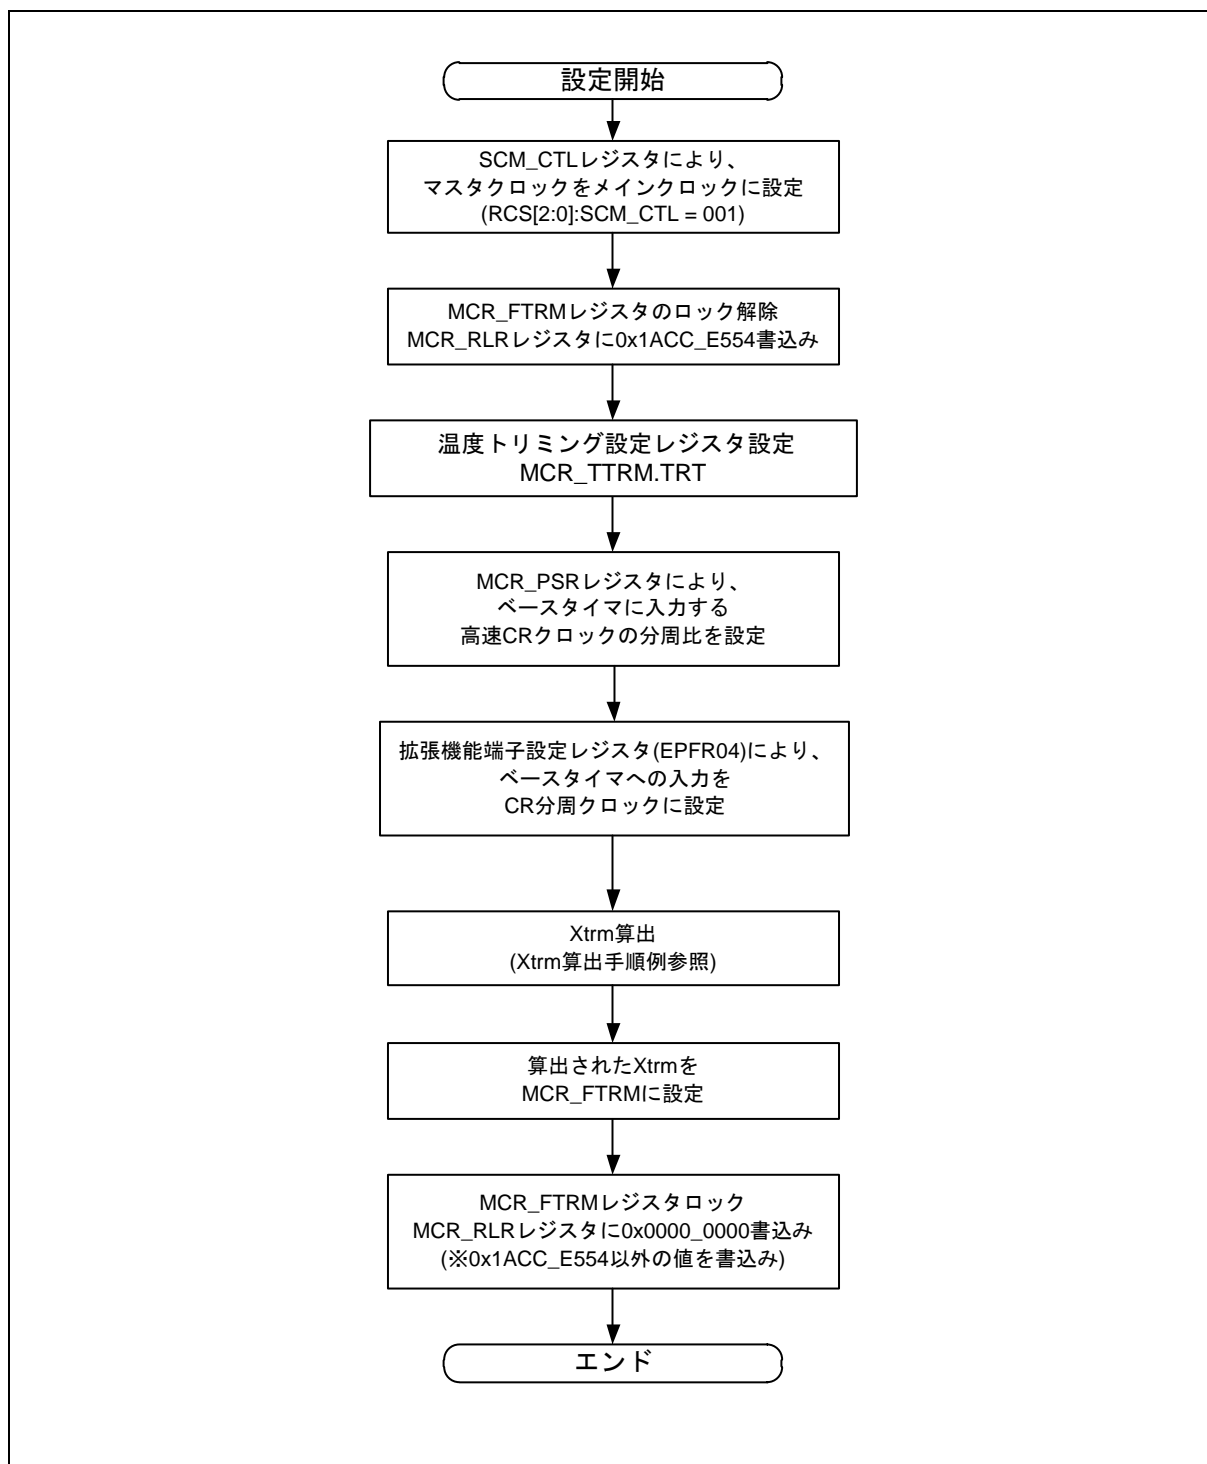 設定開始
SCM_CTLレジスタにより、
マスタクロックをメインクロックに設定
(RCS[2:0]:SCM_CTL = 001)
MCR_FTRMレジスタのロック解除
MCR_RLRレジスタに0x1ACC_E554書込み
温度トリミング設定レジスタ設定
MCR_TTRM.TRT
MCR_PSRレジスタにより、
ベースタイマに入力する
高速CRクロックの分周比を設定
拡張機能端子設定レジスタ(EPFR04)により、
ベースタイマへの入力を
CR分周クロックに設定
Xtrm算出
(Xtrm算出手順例参照)
算出されたXtrmを
MCR_FTRMに設定
MCR_FTRMレジスタロック
MCR_RLRレジスタに0x0000_0000書込み
(※0x1ACC_E554以外の値を書込み)
エンド